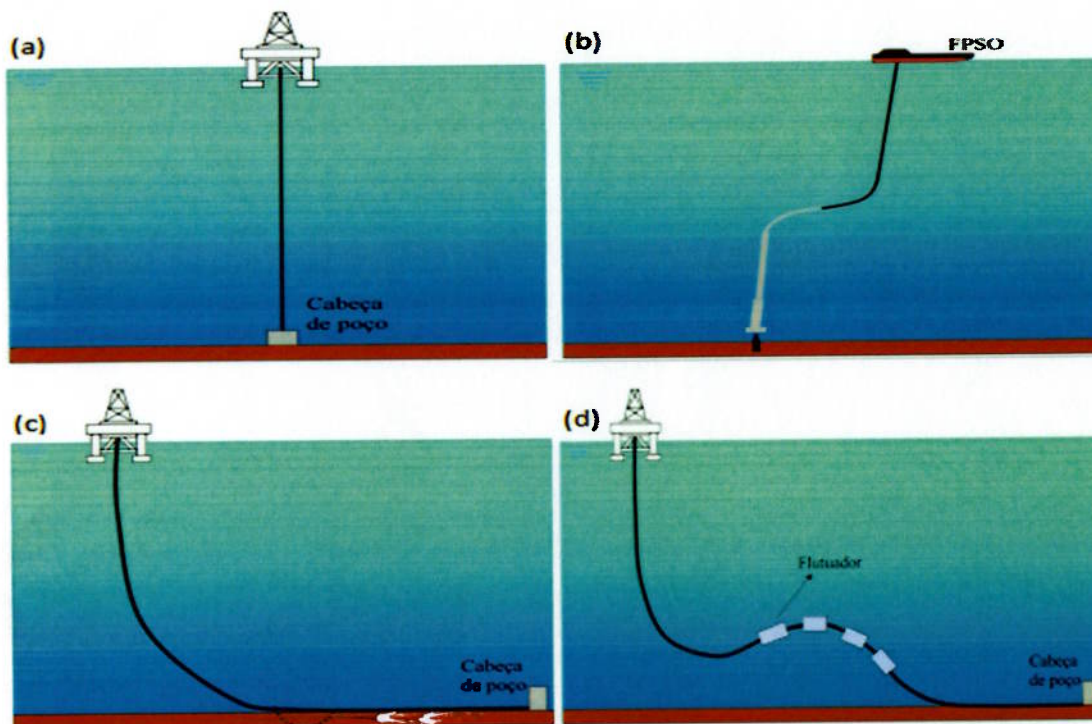 (a)
(b)
FPSO
Cabeça
de poço
(c)
(d)
Flutuador
Cabeça
de poço
Cabeça
de poço